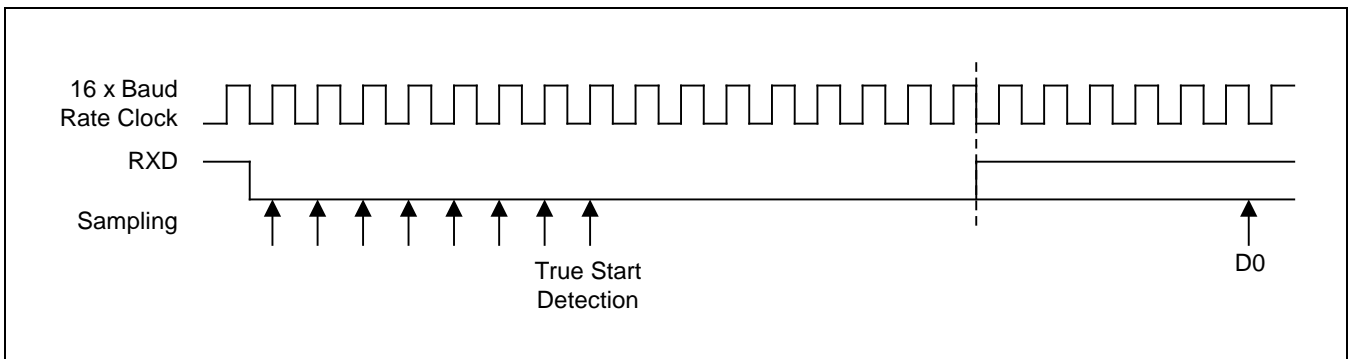 16 x Baud
Rate Clock
RXD
Sampling
True Start
Detection
D0